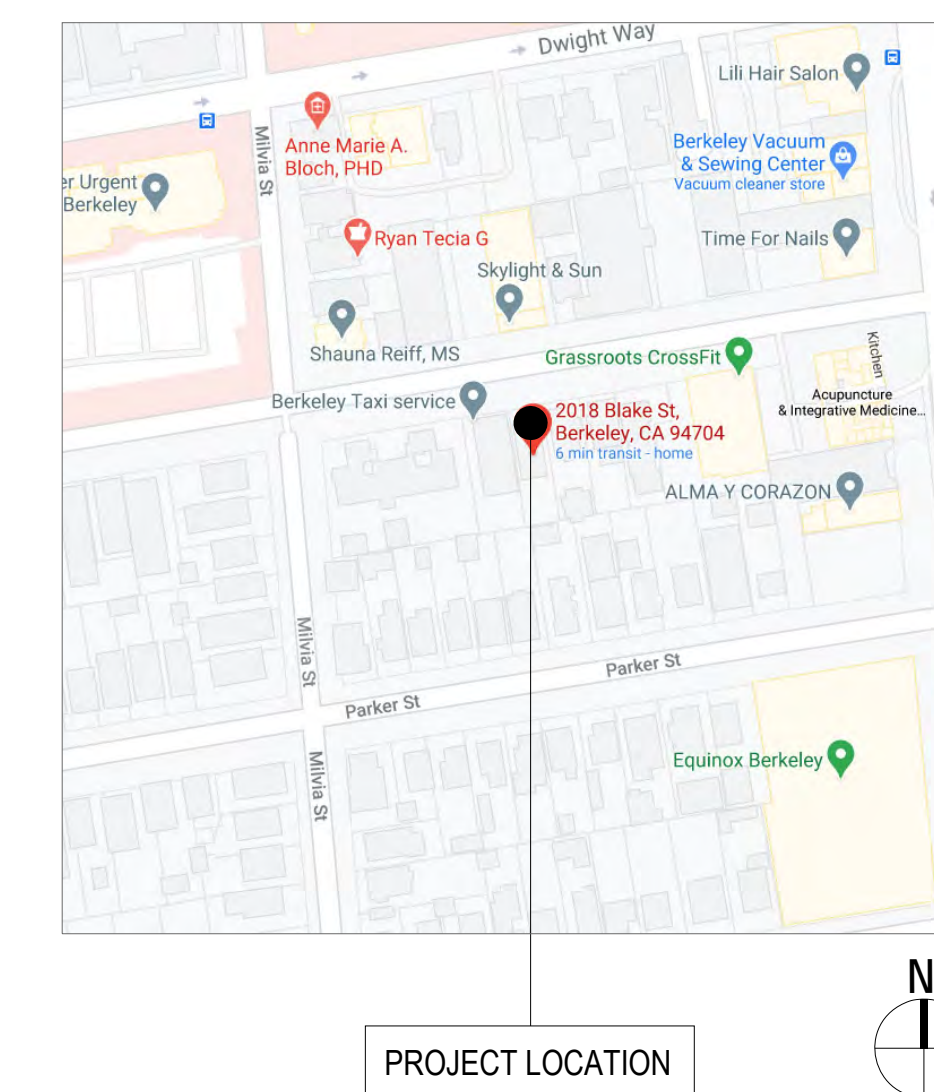 Dwight Way
Lili Hair Salon
Milvia St
Anne Marie A.
Bloch, PHD
Berkeley Vacuum
& Sewing Center
Vacuum cleaner store
er Urgent
Berkeley
Ryan Tecia G
Time For Nails
Skylight & Sun
Shauna Reiff, MS
Grassroots CrossFit
Kitchen
Berkeley Taxi service
Acupuncture
& Integrative Medicine...
2018 Blake St,
Berkeley, CA 94704
6 min transit - home
ALMA Y CORAZON
Milvia St
Parker St
Parker St
Milvia St
Equinox Berkeley
N
PROJECT LOCATION